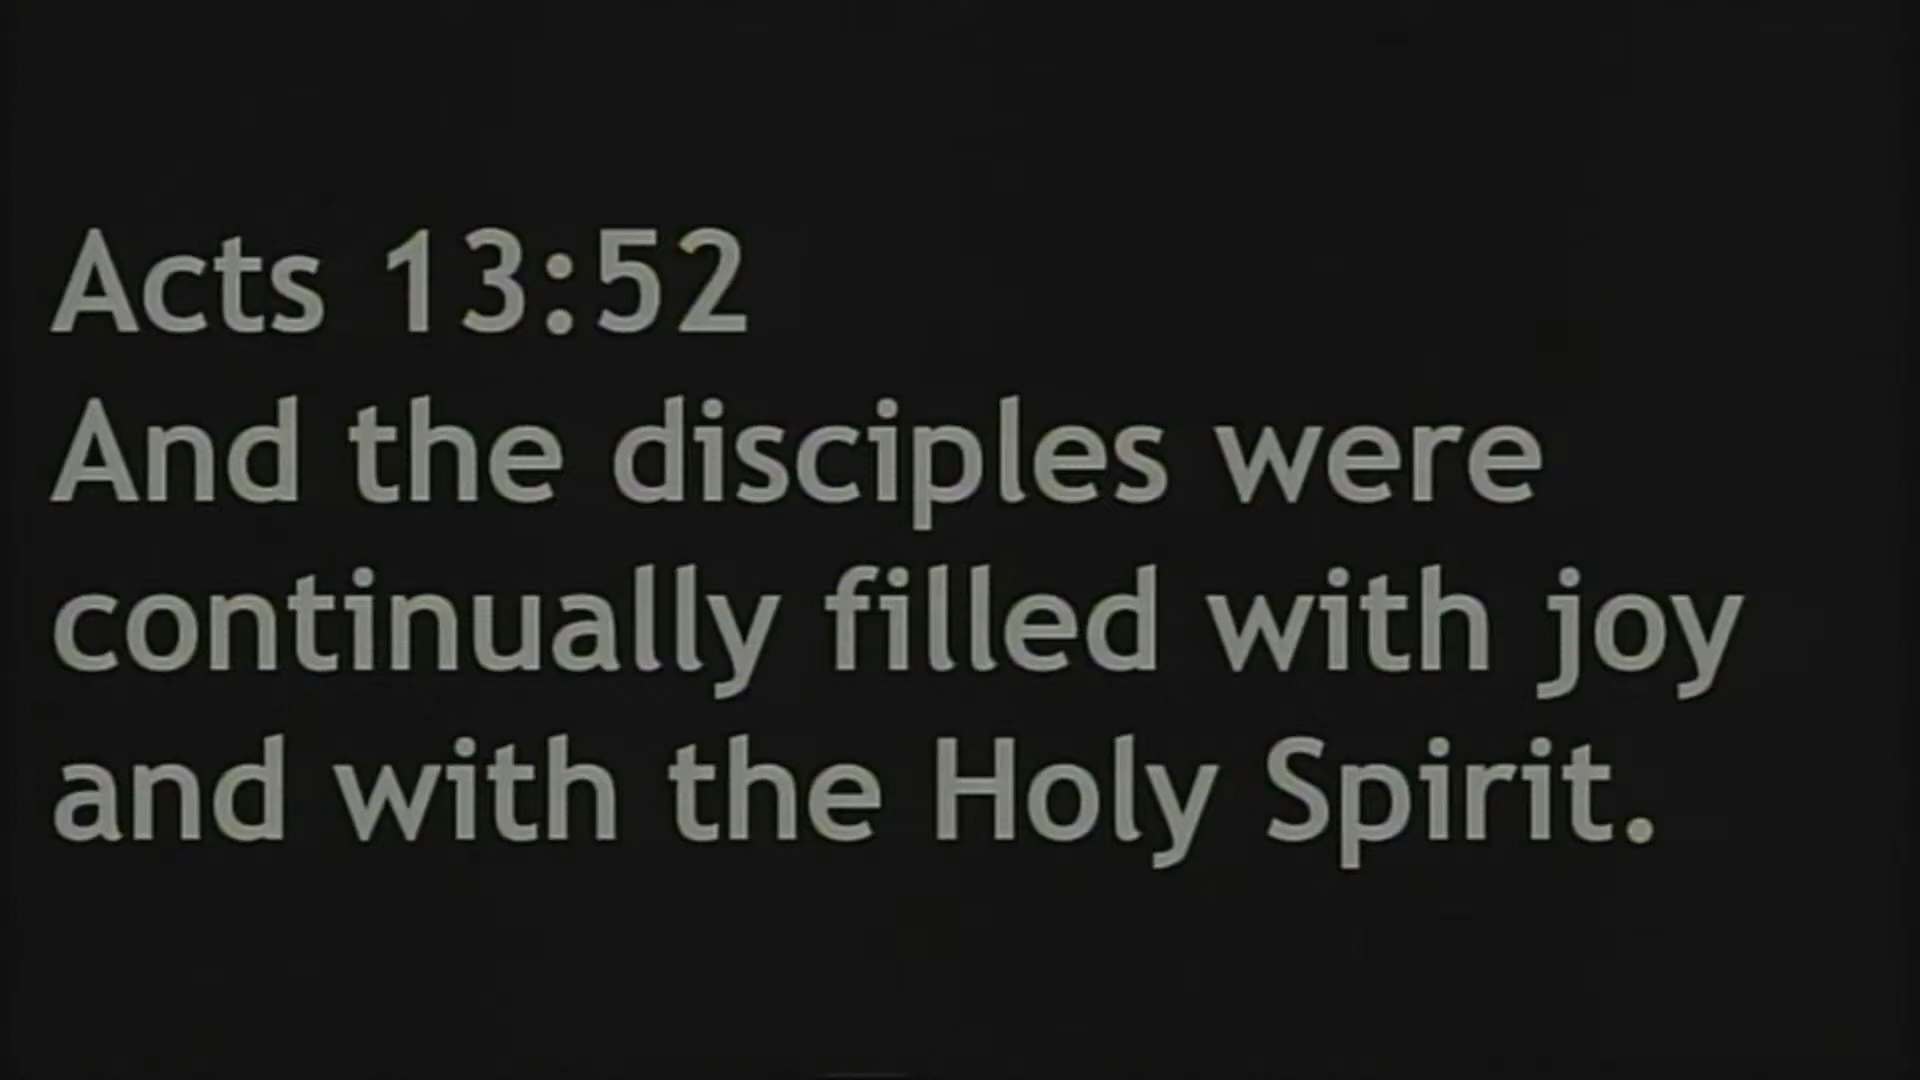 Acts 13:52
And the disciples were
continually filled with joy
and with the Holy Spirit.